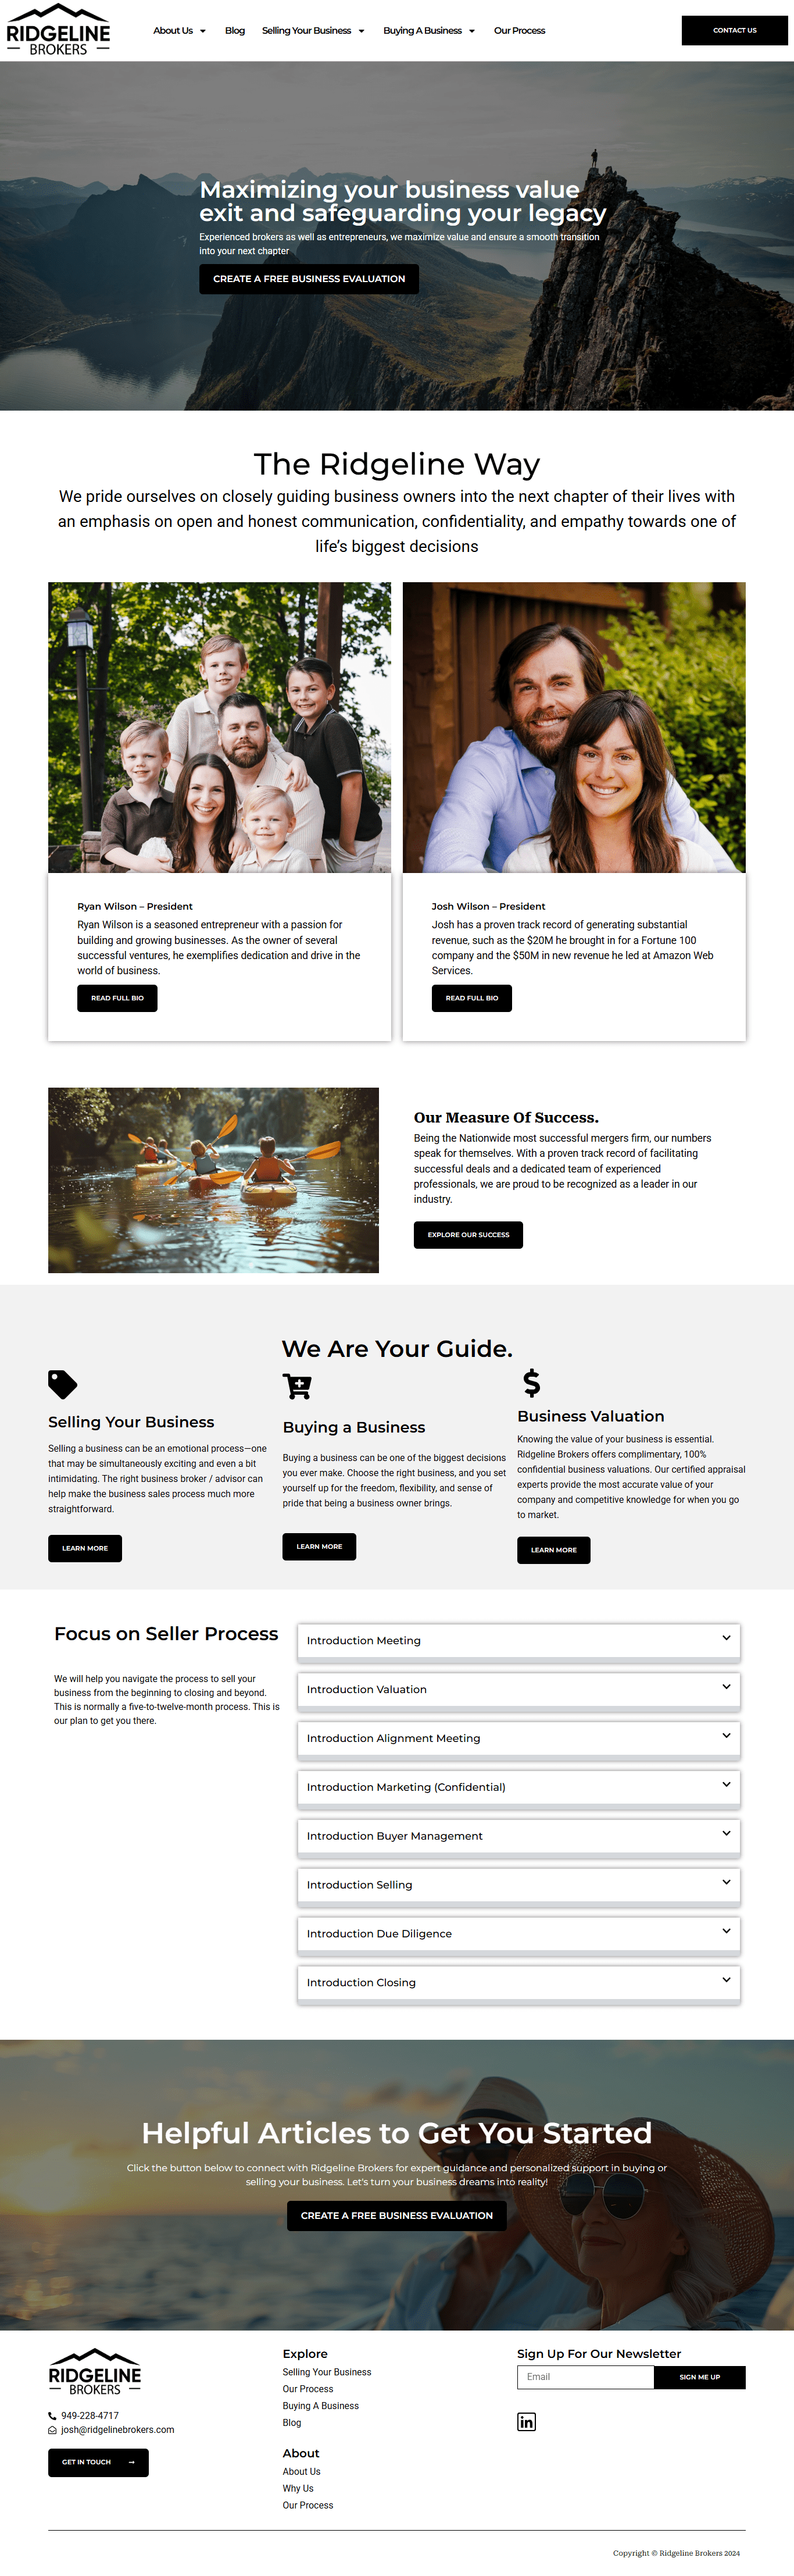 RIDGELINE
BROKERS
About Us
Blog
Selling Your Business
Buying A Business
Our Process
CONTACT US
Maximizing your business value
exit and safeguarding your legacy
Experienced brokers as well as entrepreneurs, we maximize value and ensure a smooth transition
into your next chapter
CREATE A FREE BUSINESS EVALUATION
The Ridgeline Way
We pride ourselves on closely guiding business owners into the next chapter of their lives with
an emphasis on open and honest communication, confidentiality, and empathy towards one of
life’s biggest decisions
Ryan Wilson – President
Ryan Wilson is a seasoned entrepreneur with a passion for
building and growing businesses. As the owner of several
successful ventures, he exemplifies dedication and drive in the
world of business.
READ FULL BIO
Josh Wilson – President
Josh has a proven track record of generating substantial
revenue, such as the $20M he brought in for a Fortune 100
company and the $50M in new revenue he led at Amazon Web
Services.
READ FULL BIO
Our Measure Of Success.
Being the Nationwide most successful mergers firm, our numbers
speak for themselves. With a proven track record of facilitating
successful deals and a dedicated team of experienced
professionals, we are proud to be recognized as a leader in our
industry.
EXPLORE OUR SUCCESS
We Are Your Guide.
Selling Your Business
Selling a business can be an emotional process—one
that may be simultaneously exciting and even a bit
intimidating. The right business broker / advisor can
help make the business sales process much more
straightforward.
LEARN MORE
Buying a Business
Buying a business can be one of the biggest decisions
you ever make. Choose the right business, and you set
yourself up for the freedom, flexibility, and sense of
pride that being a business owner brings.
LEARN MORE
Business Valuation
Knowing the value of your business is essential.
Ridgeline Brokers offers complimentary, 100%
confidential business valuations. Our certified appraisal
experts provide the most accurate value of your
company and competitive knowledge for when you go
to market.
LEARN MORE
Focus on Seller Process
We will help you navigate the process to sell your
business from the beginning to closing and beyond.
This is normally a five-to-twelve-month process. This is
our plan to get you there.
Introduction Meeting
Introduction Valuation
Introduction Alignment Meeting
Introduction Marketing (Confidential)
Introduction Buyer Management
Introduction Selling
Introduction Due Diligence
Introduction Closing
Helpful Articles to Get You Started
Click the button below to connect with Ridgeline Brokers for expert guidance and personalized support in buying or
selling your business. Let's turn your business dreams into reality!
CREATE A FREE BUSINESS EVALUATION
RIDGELINE
BROKERS
949-228-4717
josh@ridgelinebrokers.com
GET IN TOUCH
Explore
Selling Your Business
Our Process
Buying A Business
Blog
About
About Us
Why Us
Our Process
Sign Up For Our Newsletter
Email
SIGN ME UP
in
Copyright © Ridgeline Brokers 2024